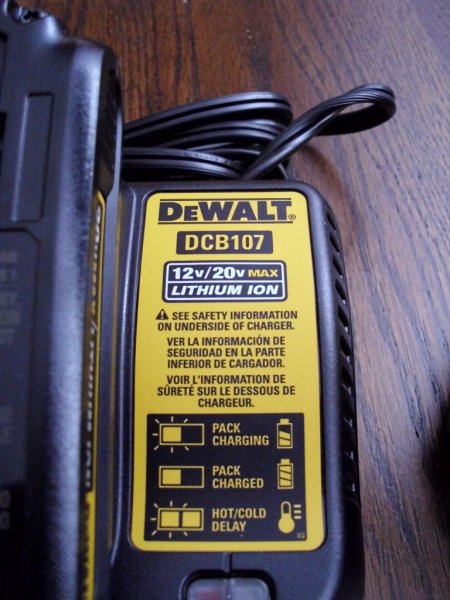 DEWALT®
DCB107
12V/20V MAX
LITHIUM ION
SEE SAFETY INFORMATION
ON UNDERSIDE OF CHARGER.
VER LA INFORMACIÓN DE
SEGURIDAD EN LA PARTE
INFERIOR DE CARGADOR.
VOIR L'INFORMATION DE
SÛRETÉ SUR LE DESSOUS DE
CHARGEUR.
PACK
CHARGING
PACK
CHARGED
HOT/COLD
DELAY